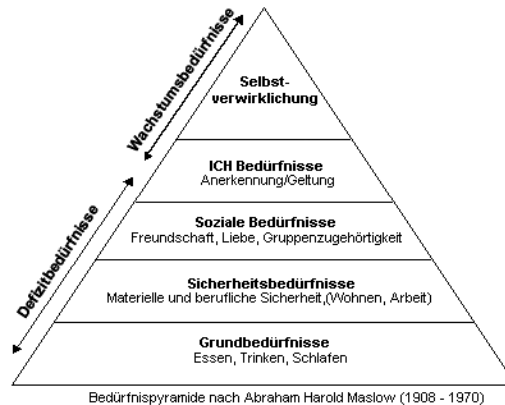 Wachstumsbedürfnisse
Defizitbedürfnisse
Selbst-
verwirklichung
ICH Bedürfnisse
Anerkennung/Geltung
Soziale Bedürfnisse
Freundschaft, Liebe, Gruppenzugehörtigkeit
Sicherheitsbedürfnisse
Materielle und berufliche Sicherheit,(Wohnen, Arbeit)
Grundbedürfnisse
Essen, Trinken, Schlafen
Bedürfnispyramide nach Abraham Harold Maslow (1908 - 1970)